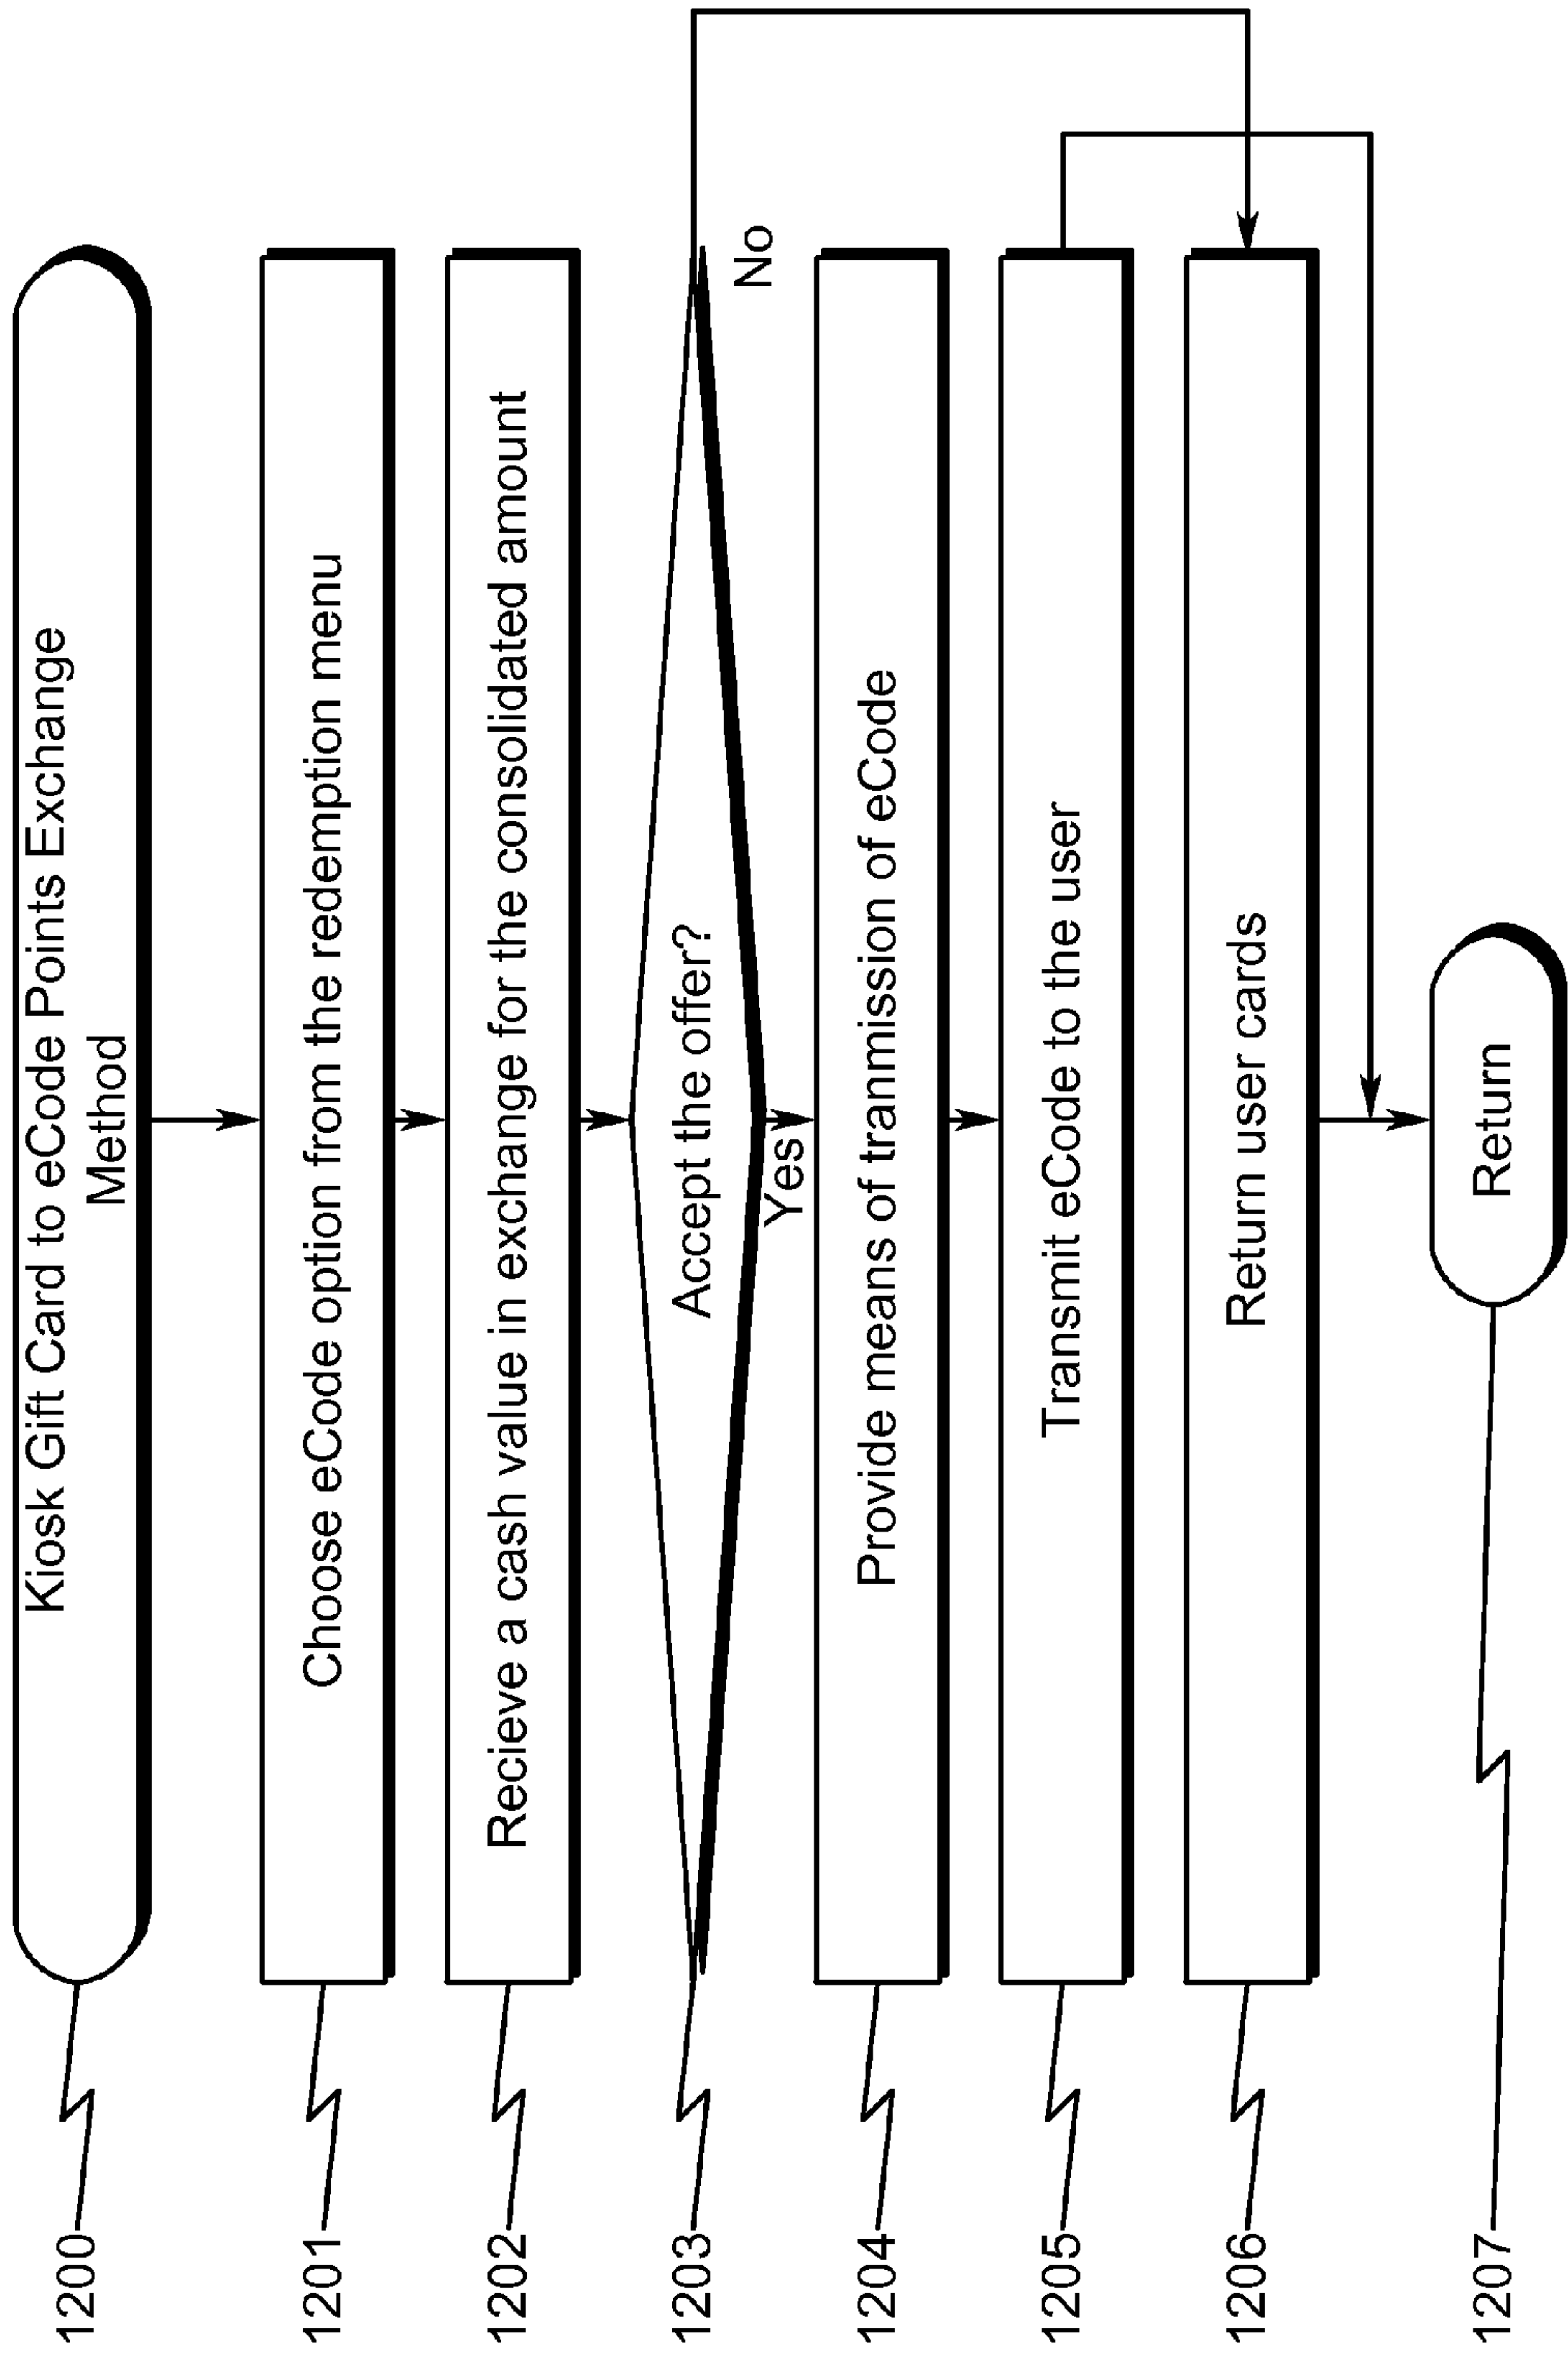 1200
Kiosk Gift Card to eCode Points Exchange
Method
1201
Choose eCode option from the redemption menu
1202
Recieve a cash value in exchange for the consolidated amount
1203
Accept the offer?
No
Yes
1204
Provide means of tranmission of eCode
1205
Transmit eCode to the user
1206
Return user cards
1207
Return